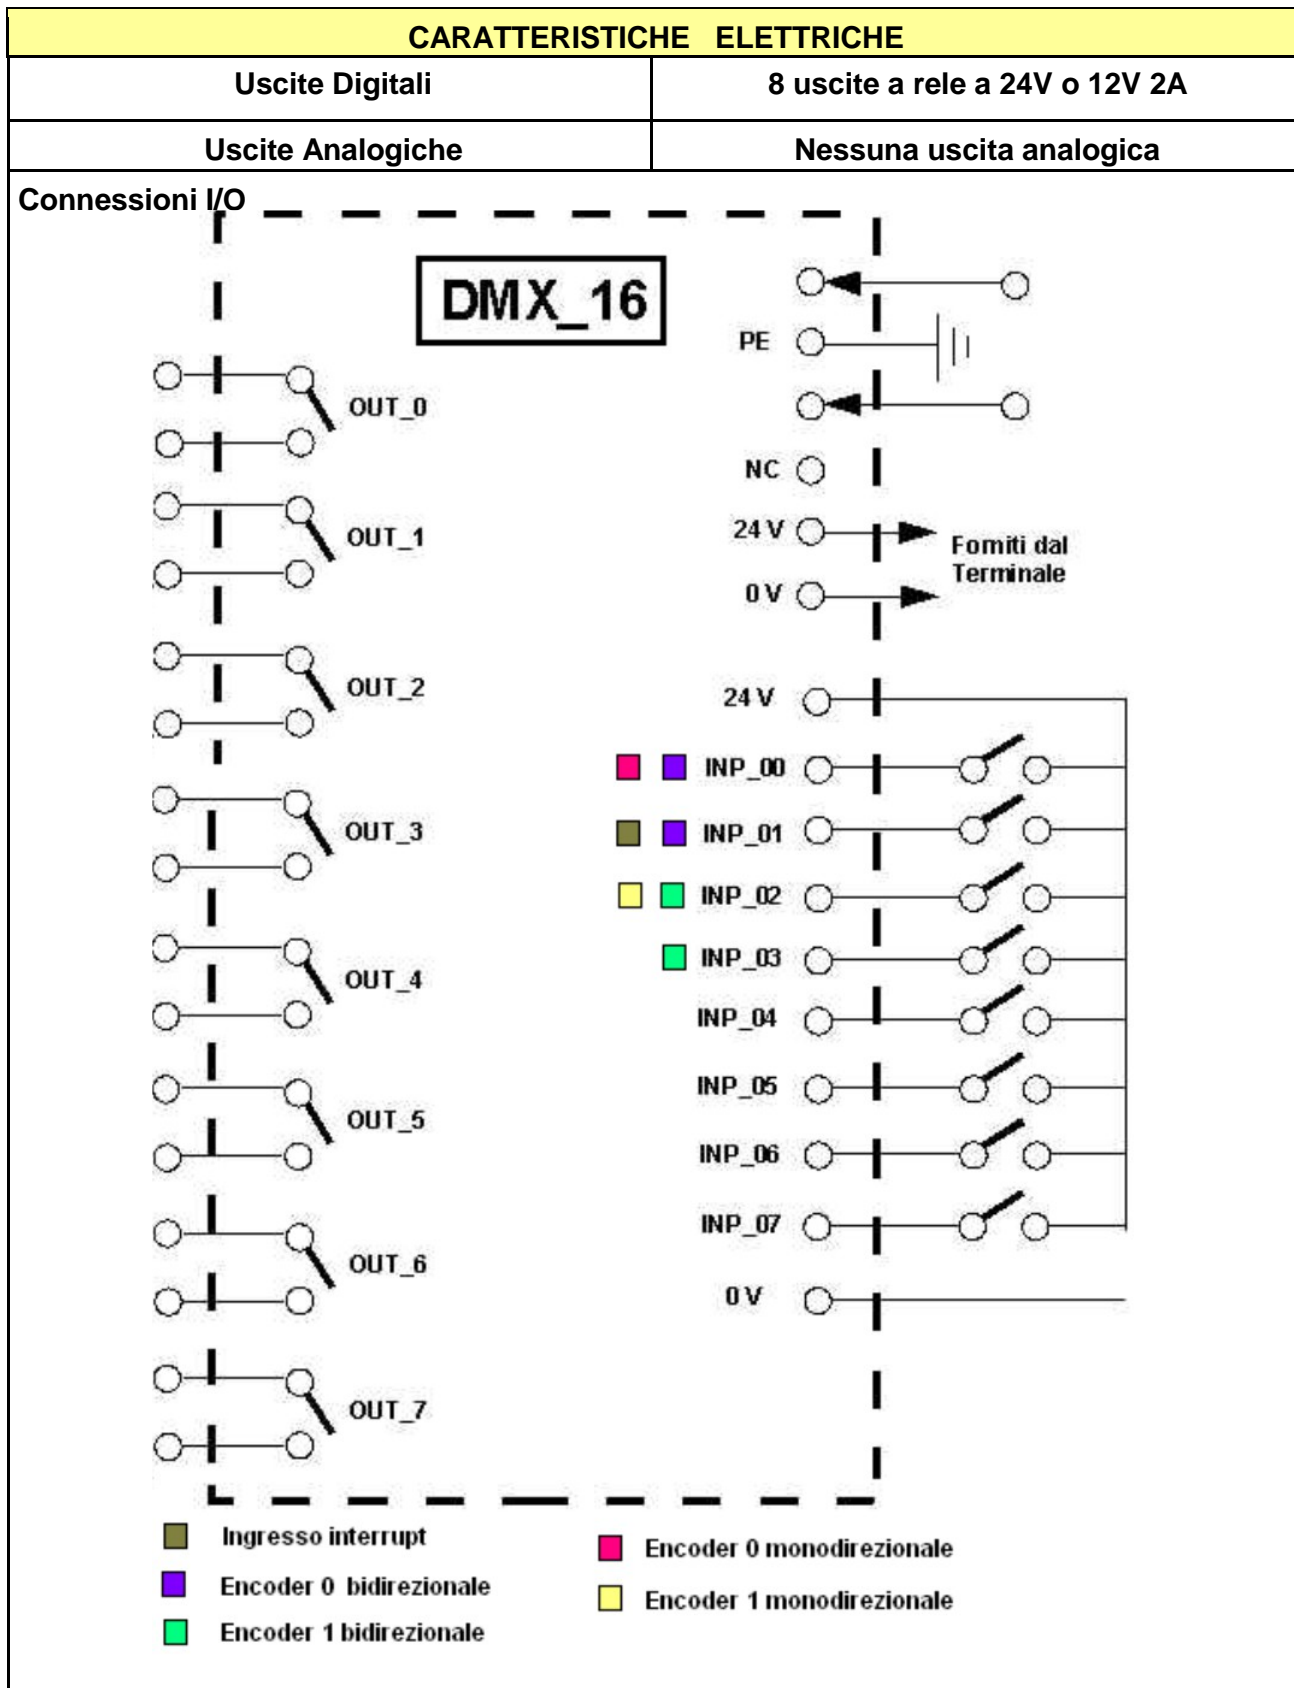 CARATTERISTICHE ELETTRICHE
Uscite Digitali
8 uscite a rele a 24V o 12V 2A
Uscite Analogiche
Nessuna uscita analogica
Connessioni I/O
DMX_16
PE
NC
24 V
0 V
Forniti dal
Terminale
OUT_0
OUT_1
OUT_2
OUT_3
OUT_4
OUT_5
OUT_6
OUT_7
24 V
INP_00
INP_01
INP_02
INP_03
INP_04
INP_05
INP_06
INP_07
0 V
Ingresso interrupt
Encoder 0 bidirezionale
Encoder 1 bidirezionale
Encoder 0 monodirezionale
Encoder 1 monodirezionale